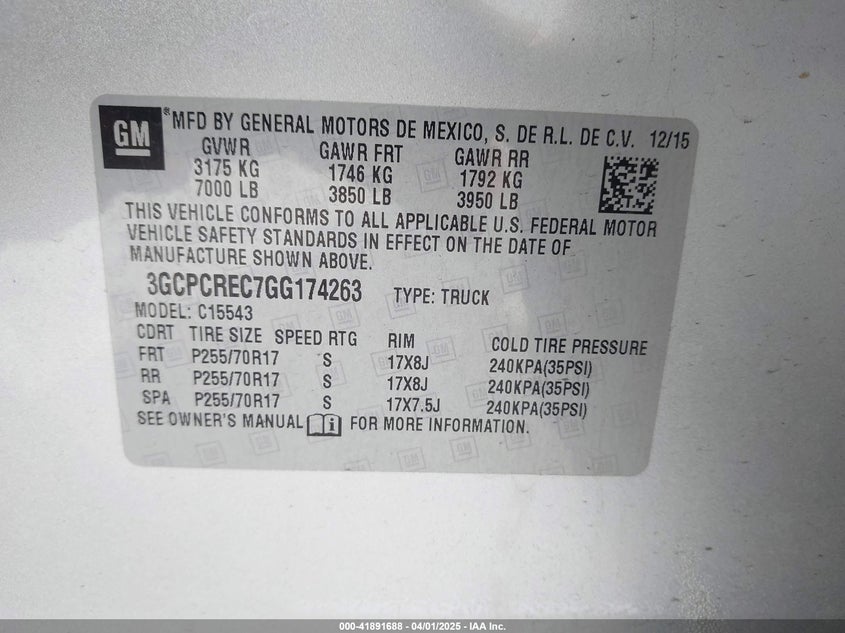 GM
®MFD BY GENERAL MOTORS DE MEXICO, S. DE R.L. DE C.V. 12/15
GVWR GAWR FRT GAWR RR
3175 KG 1746 KG 1792 KG
7000 LB 3850 LB 3950 LB
THIS VEHICLE CONFORMS TO ALL APPLICABLE U.S. FEDERAL MOTOR
VEHICLE SAFETY STANDARDS IN EFFECT ON THE DATE OF
MANUFACTURE SHOWN ABOVE.
3GCPCREC7GG174263 TYPE: TRUCK
MODEL: C15543
CDRT TIRE SIZE SPEED RTG RIM COLD TIRE PRESSURE
FRT P255/70R17 S 17X8J 240KPA(35PSI)
RR P255/70R17 S 17X8J 240KPA(35PSI)
SPA P255/70R17 S 17X7.5J 240KPA(35PSI)
SEE OWNER'S MANUAL FOR MORE INFORMATION.
000-41891688 - 04/01/2025 - IAA Inc.